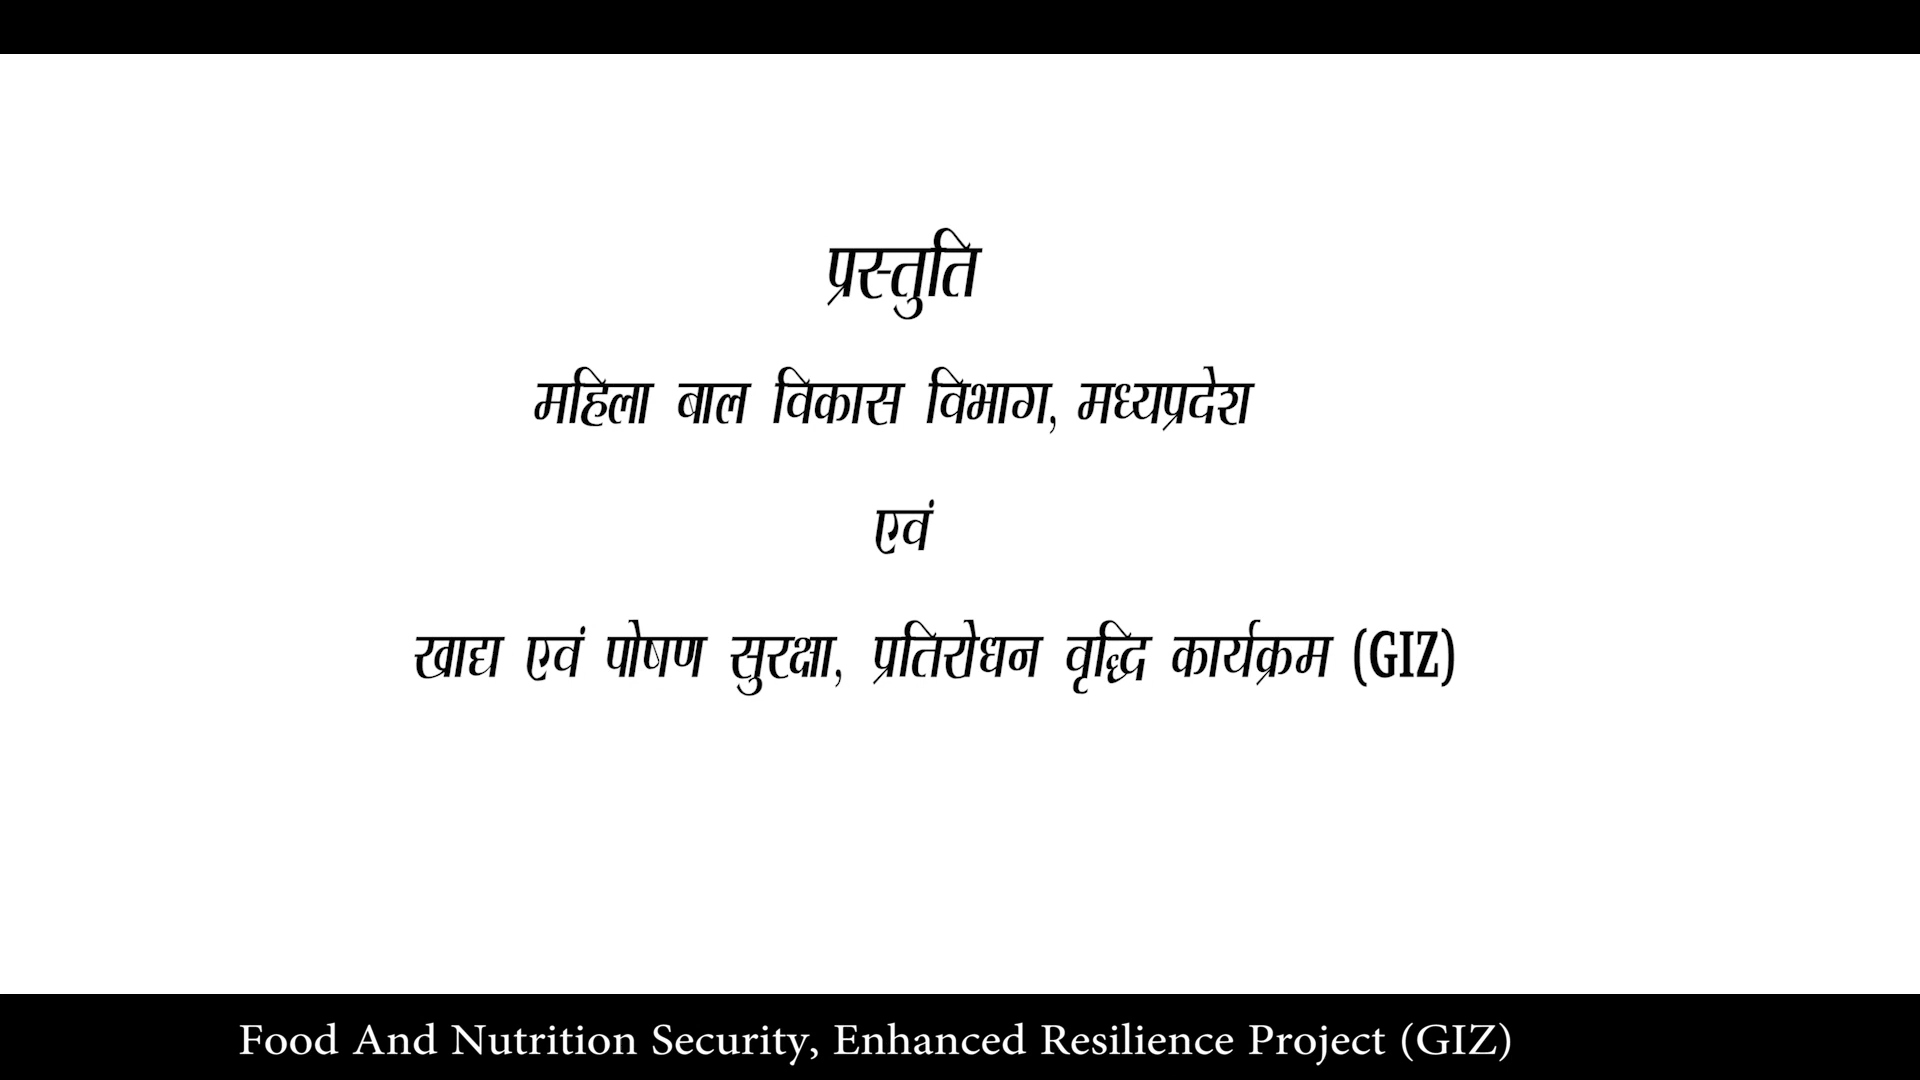 प्रस्तुति
महिला बाल विकास विभाग, मध्यप्रदेश
एवं
खाद्य एवं पोषण सुरक्षा, प्रतिरोधन वृद्धि कार्यक्रम (GIZ)
Food And Nutrition Security, Enhanced Resilience Project (GIZ)